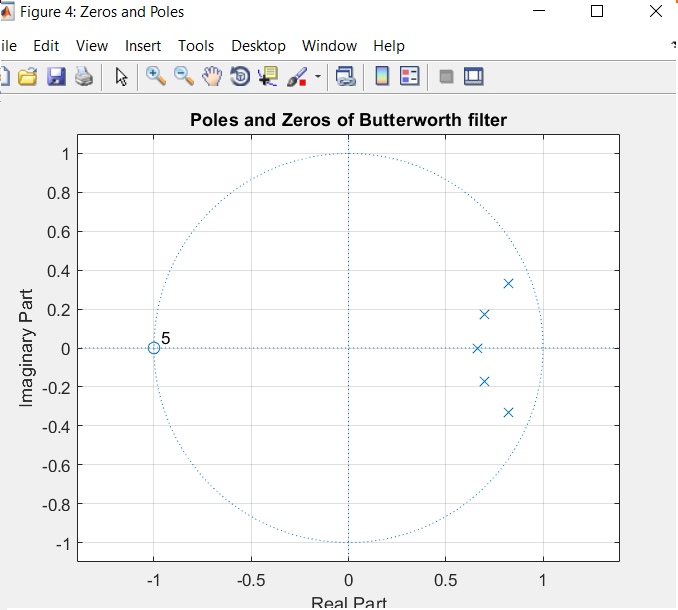 Figure 4: Zeros and Poles
ile Edit View Insert Tools Desktop Window Help
Poles and Zeros of Butterworth filter
1
0.8
0.6
0.4
0.2
0
-0.2
-0.4
-0.6
-0.8
-1
Imaginary Part
5
-1 -0.5 0 0.5 1
Real Part